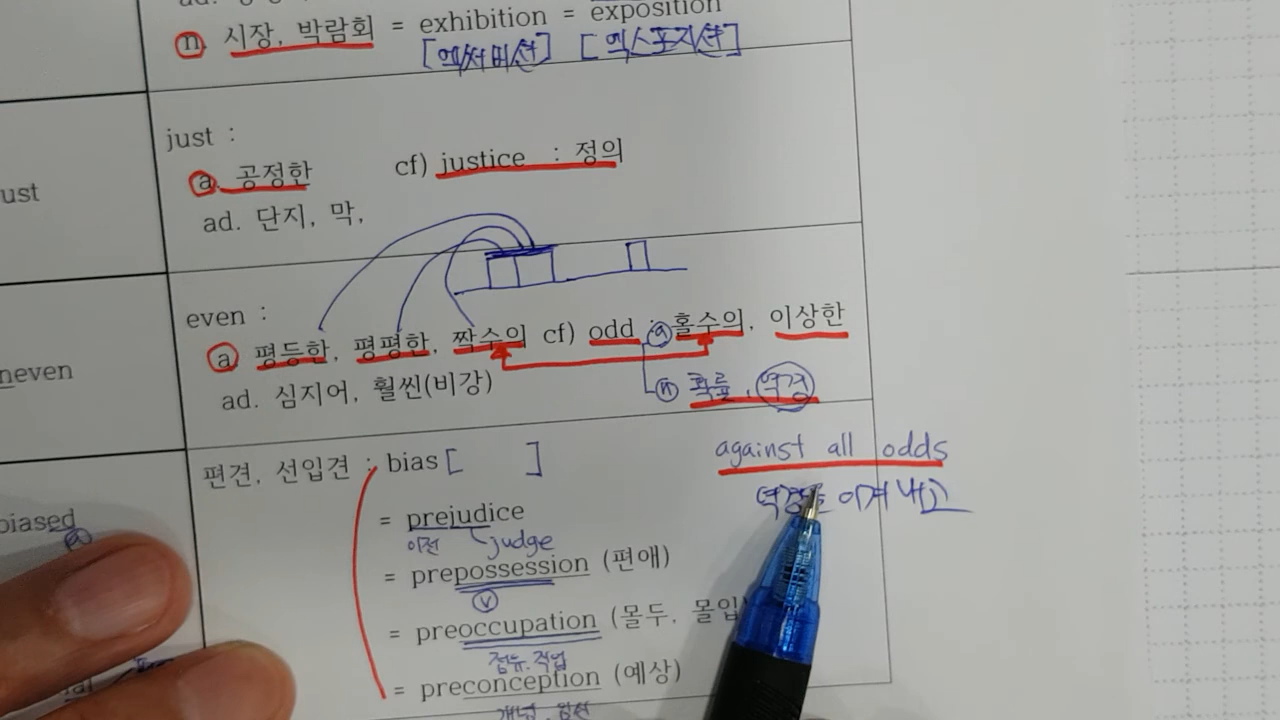 ⓝ 시장, 박람회 = exhibition = exposition
[엑서비션] [엑스포지션]
just :
ust
ⓐ 공정한 cf) justice : 정의
ad. 단지, 막,
even :
neven
ⓐ 평등한, 평평한, 짝수의 cf) odd : ⓐ 홀수의, 이상한
ad. 심지어, 훨씬(비강) ⓝ 확률, 역경
편견, 선입견 : bias [ ] against all odds
역경을 이겨 내고
biased ⓐ
= prejudice
이전 judge
= prepossession (편애)
ⓥ
= preoccupation (몰두, 몰입
점유, 직업
= preconception (예상)